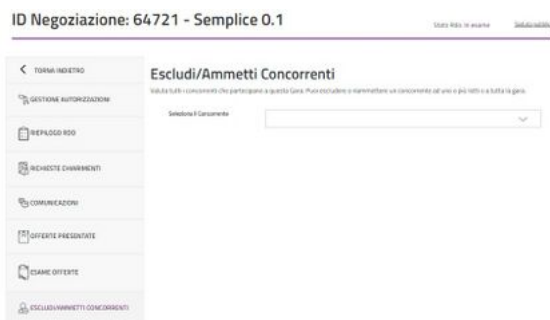 ID Negoziazione: 64721 - Semplice 0.1
Stato Rdo: In esame
TORNA INDIETRO
Escludi/Ammetti Concorrenti
Valuta tutti i concorrenti che partecipano a questa Gara. Puoi escludere o riammettere un concorrente ad uno o più lotti o a tutta la gara.
GESTIONE AUTORIZZAZIONI
Seleziona il Concorrente
RIEPILOGO RDO
RICHIESTE CHIARIMENTI
COMUNICAZIONI
OFFERTE PRESENTATE
ESAME OFFERTE
ESCLUDI/AMMETTI CONCORRENTI